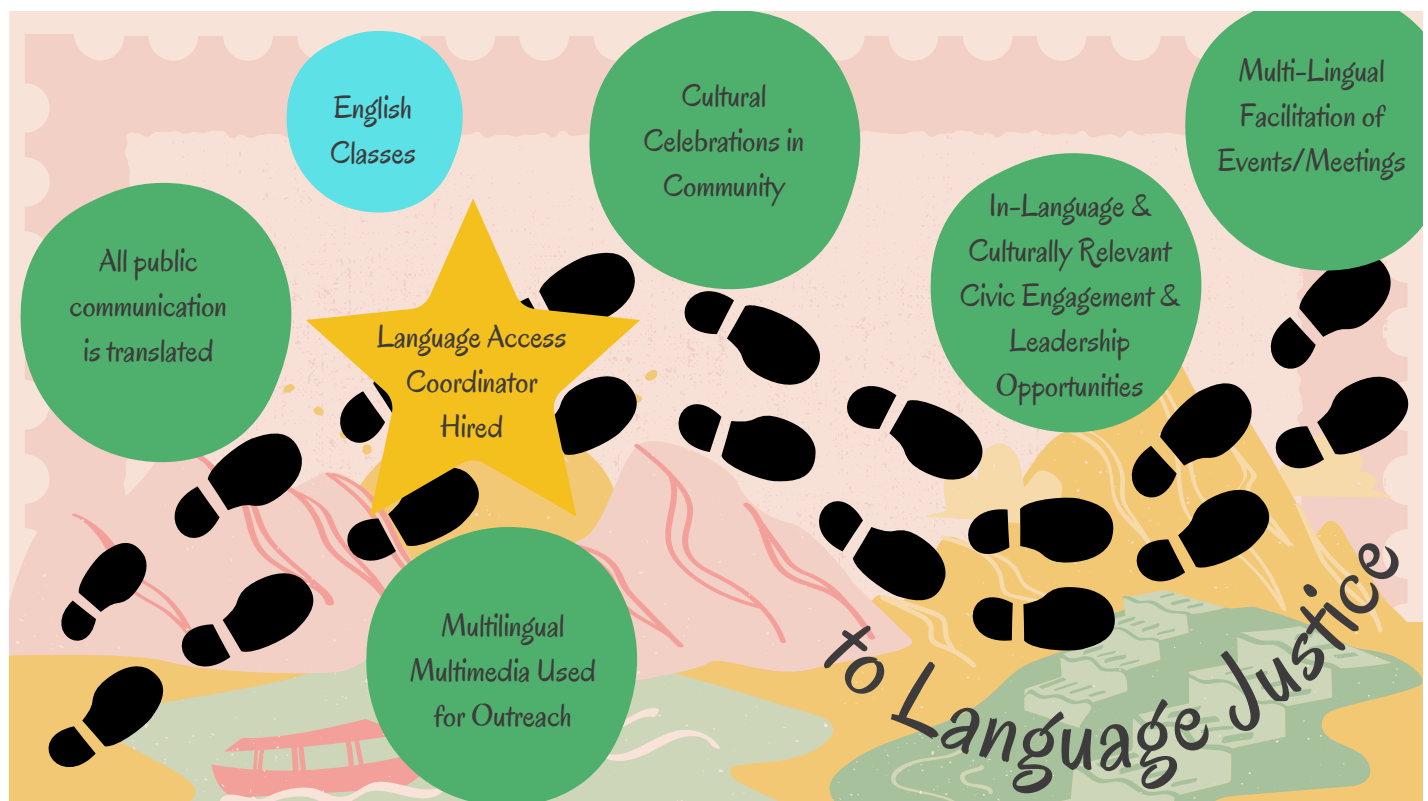 English
Classes
All public
communication
is translated
Language Access
Coordinator
Hired
Multilingual
Multimedia Used
for Outreach
Cultural
Celebrations in
Community
In-Language &
Culturally Relevant
Civic Engagement &
Leadership
Opportunities
Multi-Lingual
Facilitation of
Events/Meetings
to Language Justice